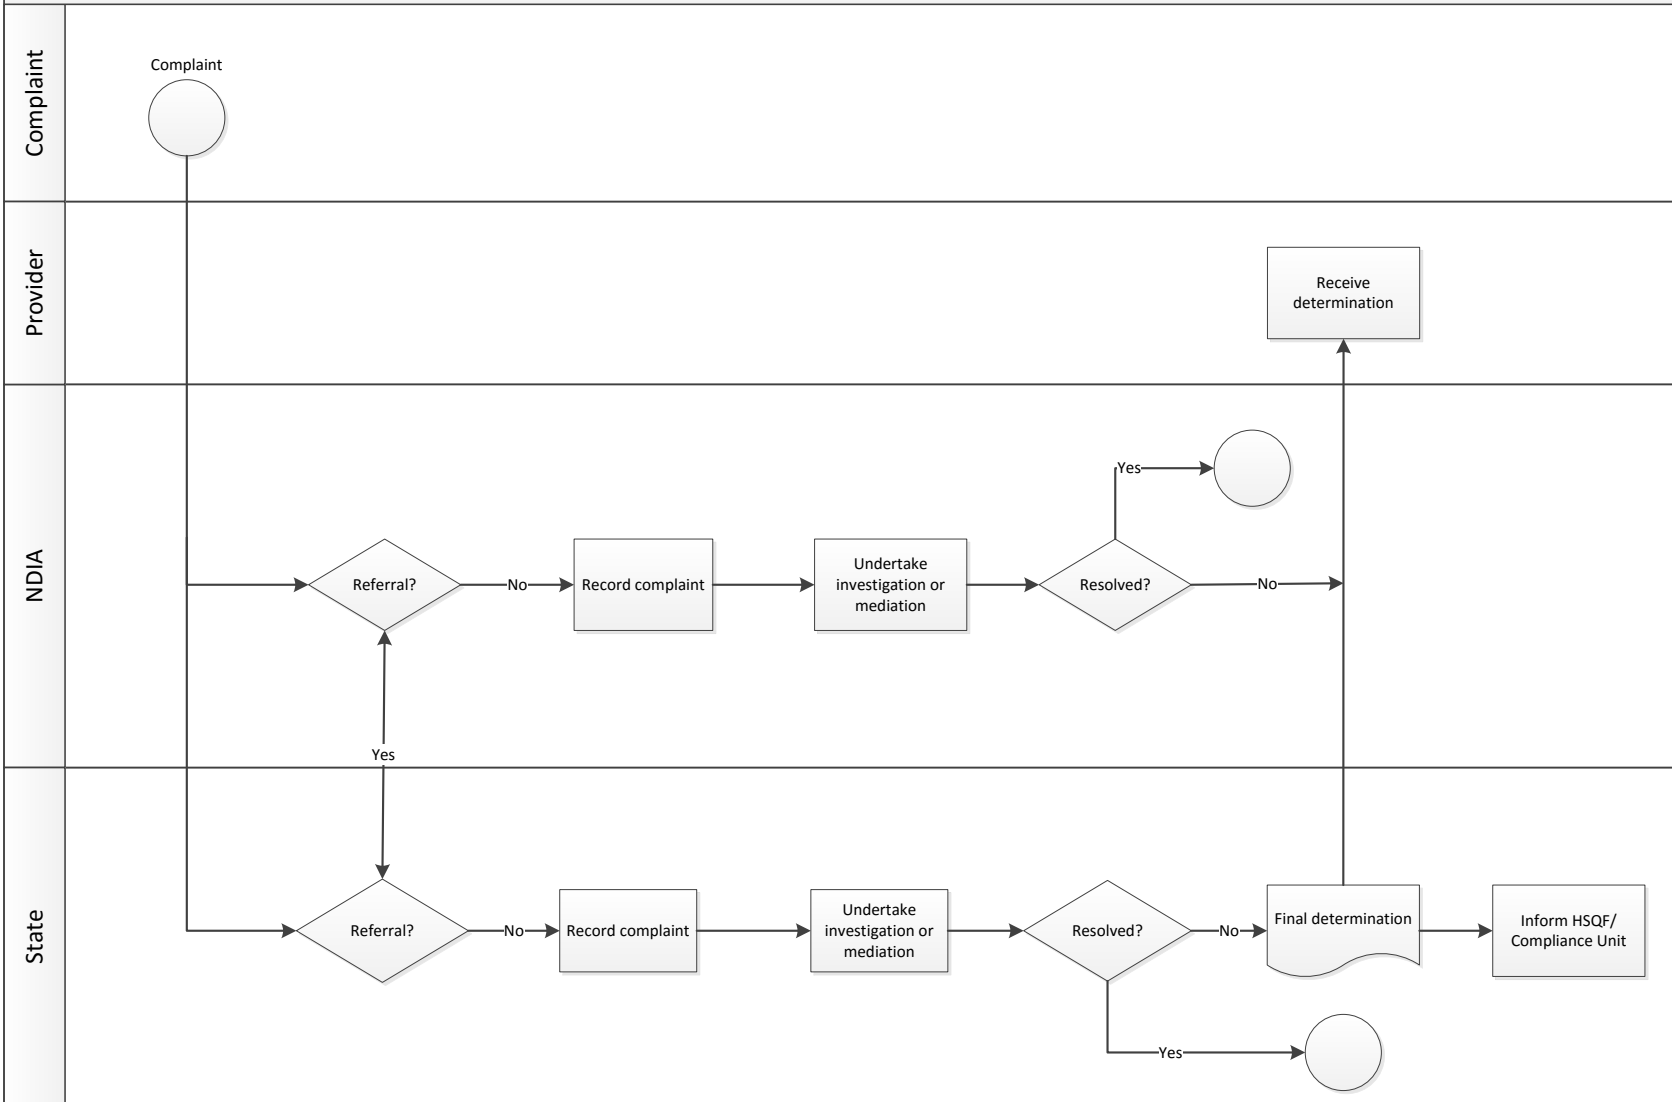 Complaint
Complaint
Provider
Receive
determination
NDIA
Yes
Referral?
No
Record complaint
Undertake
investigation or
mediation
Resolved?
No
Yes
State
Referral?
No
Record complaint
Undertake
investigation or
mediation
Resolved?
No
Final determination
Inform HSQF/
Compliance Unit
Yes